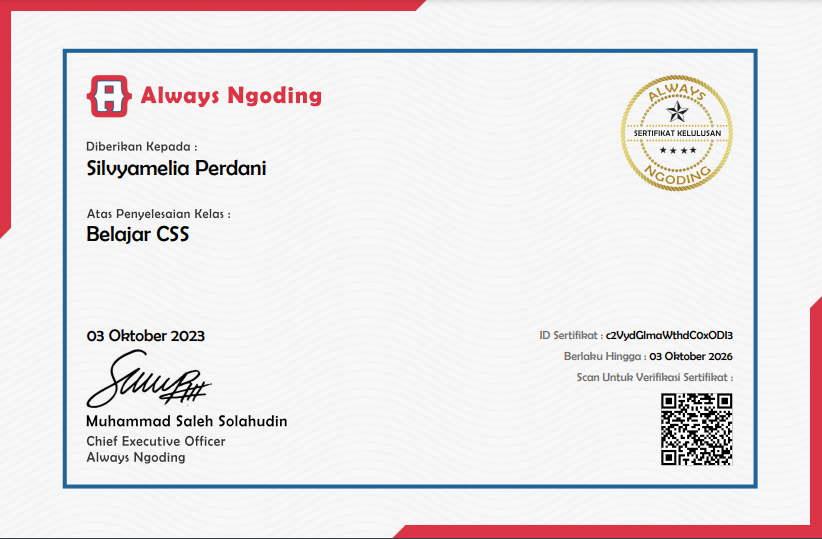 Always Ngoding
ALWAYS
SERTIFIKAT KELULUSAN
NGODING
Diberikan Kepada :
Silvyamelia Perdani
Atas Penyelesaian Kelas :
Belajar CSS
03 Oktober 2023
Muhammad Saleh Solahudin
Chief Executive Officer
Always Ngoding
ID Sertifikat : c2VydGlmaWthdC0xODI3
Berlaku Hingga : 03 Oktober 2026
Scan Untuk Verifikasi Sertifikat :